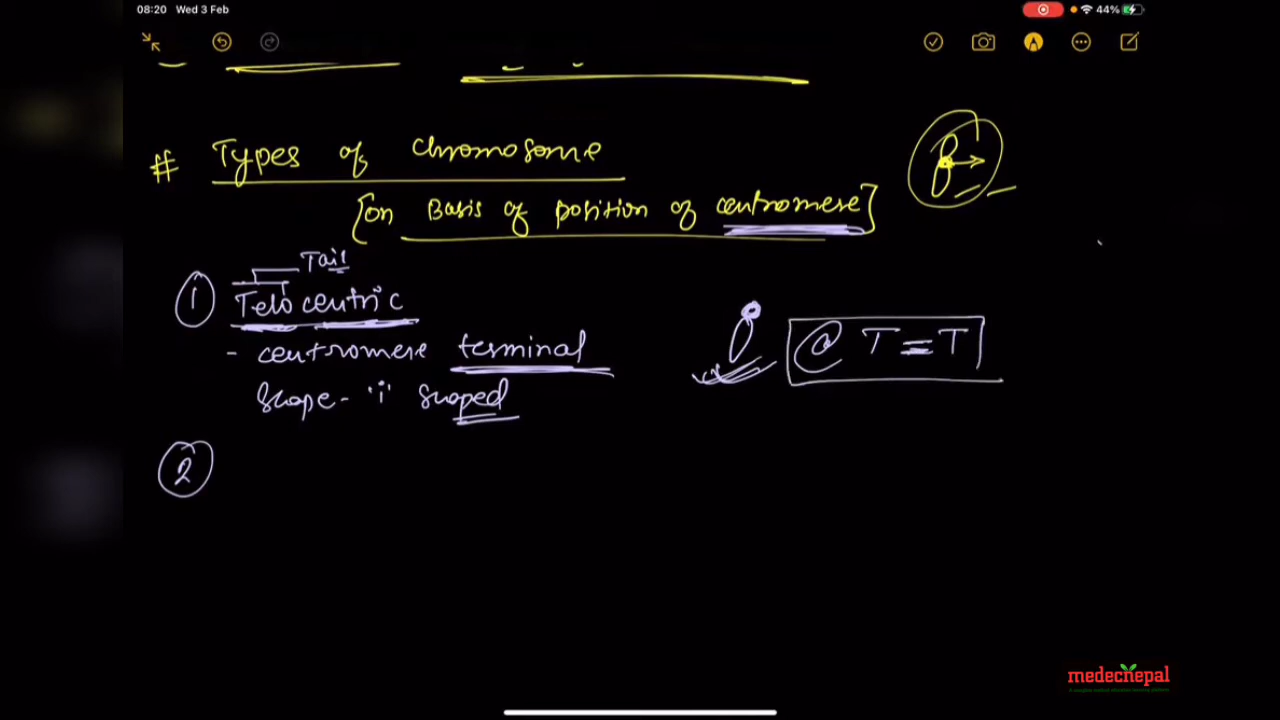 08:20 Wed 3 Feb
44%
# Types of chromosome
[on Basis of position of centromere]
Tail
① Telocentric
- centromere terminal
@ T = T
shape - 'i' shaped
②
medecnepal